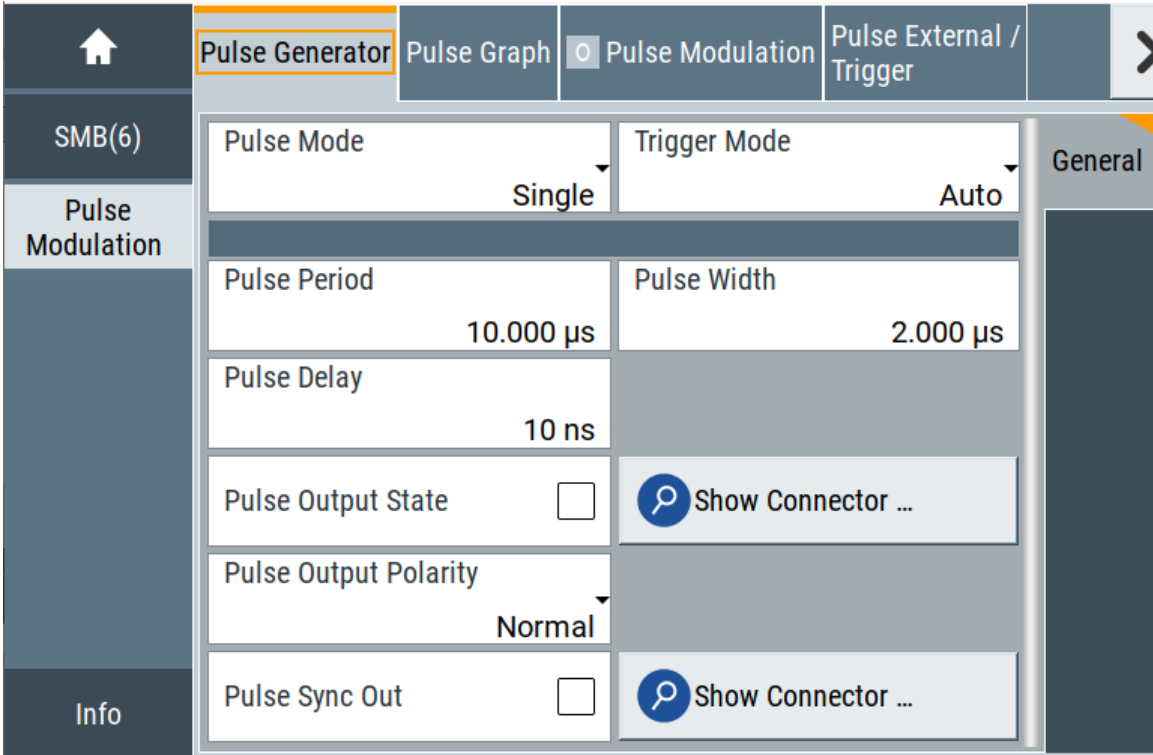 Pulse Generator
Pulse Graph
0 Pulse Modulation
Pulse External /
Trigger
SMB(6)
Pulse
Modulation
Info
Pulse Mode
Single
Trigger Mode
Auto
General
Pulse Period
10.000 µs
Pulse Width
2.000 µs
Pulse Delay
10 ns
Pulse Output State
Show Connector ...
Pulse Output Polarity
Normal
Pulse Sync Out
Show Connector ...